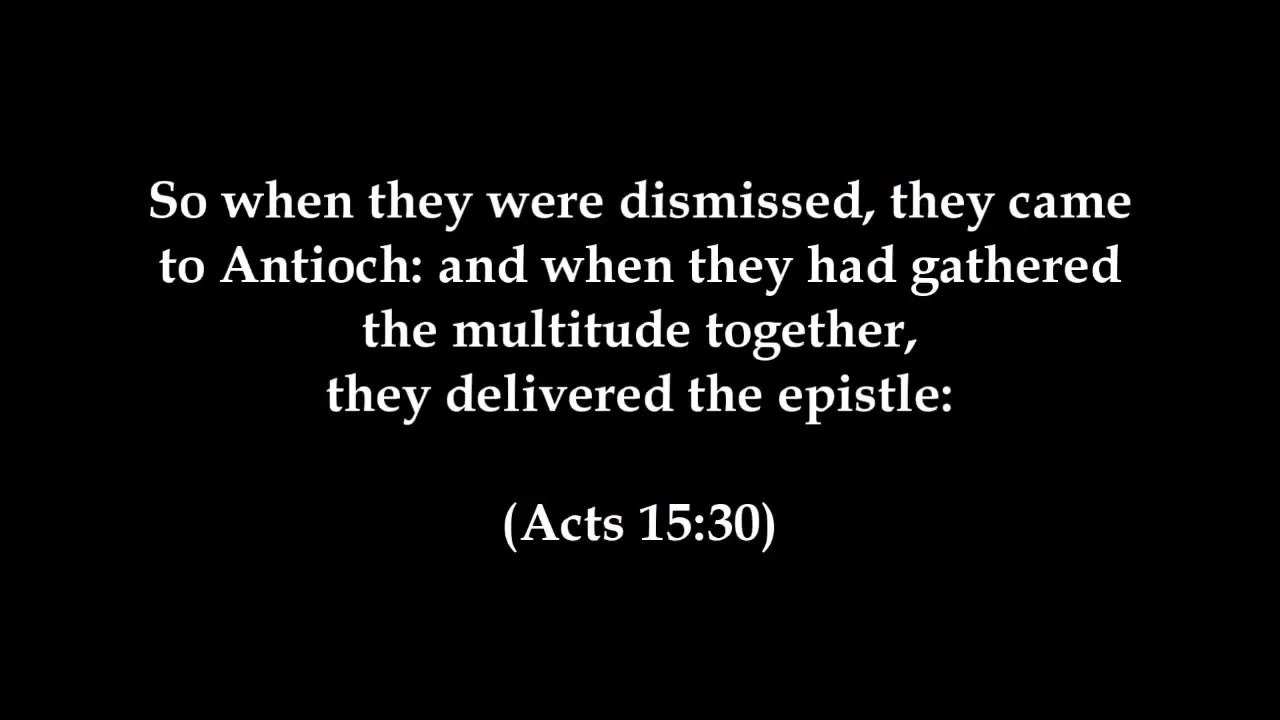 So when they were dismissed, they came
to Antioch: and when they had gathered
the multitude together,
they delivered the epistle:
(Acts 15:30)